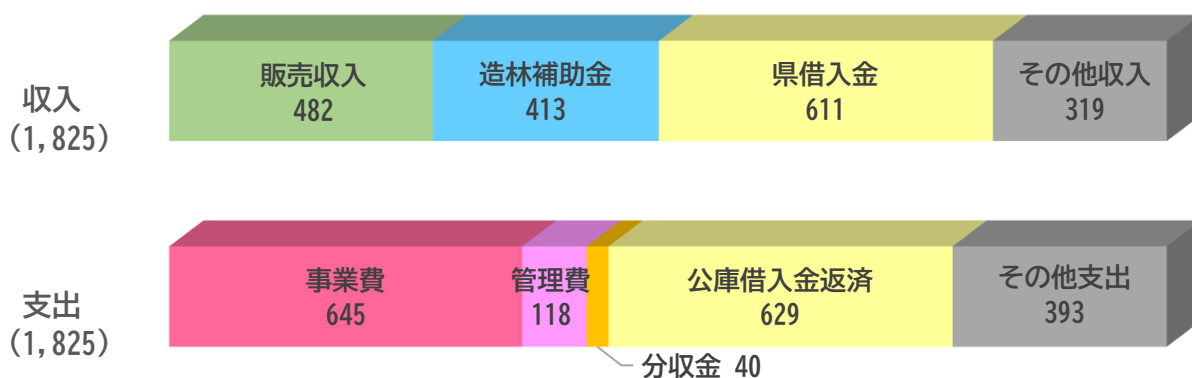 販売収入
482
造林補助金
413
県借入金
611
その他収入
319
収入
(1,825)
事業費
645
管理費
118
公庫借入金返済
629
その他支出
393
支出
(1,825)
分収金 40